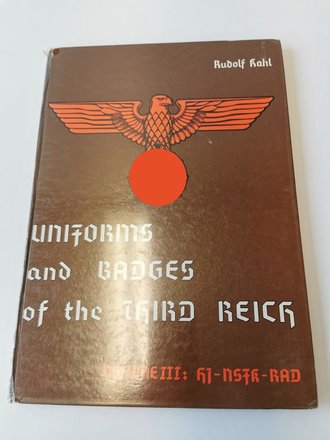 Rudolf Kahl
UNIFORMS
and BADGES
of the THIRD REICH
III: HJ-NSFK-RAD